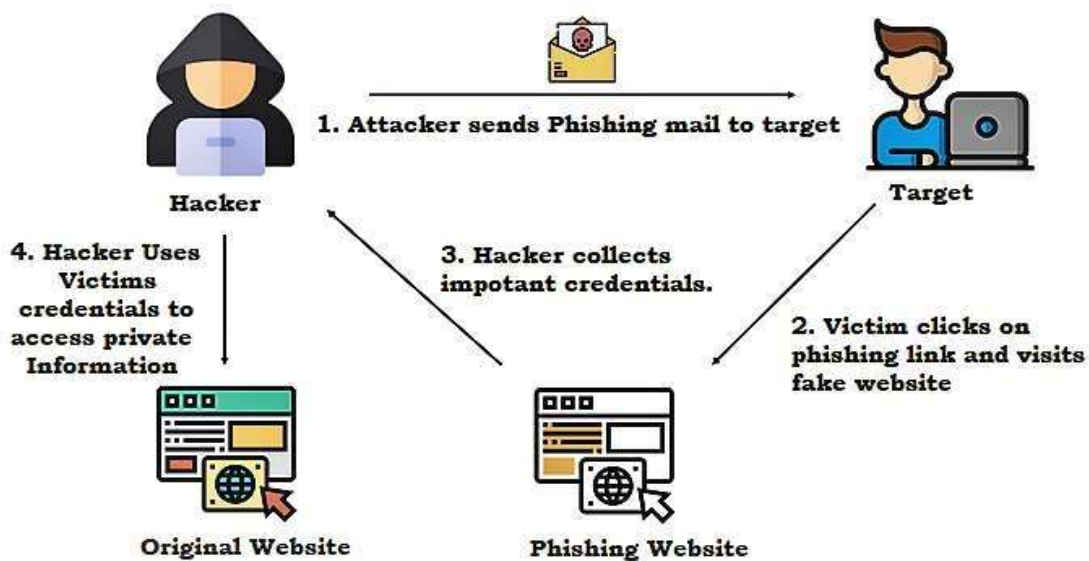 1. Attacker sends Phishing mail to target
Hacker
Target
4. Hacker Uses
Victims
credentials to
access private
Information
3. Hacker collects
impotant credentials.
2. Victim clicks on
phishing link and visits
fake website
Original Website
Phishing Website